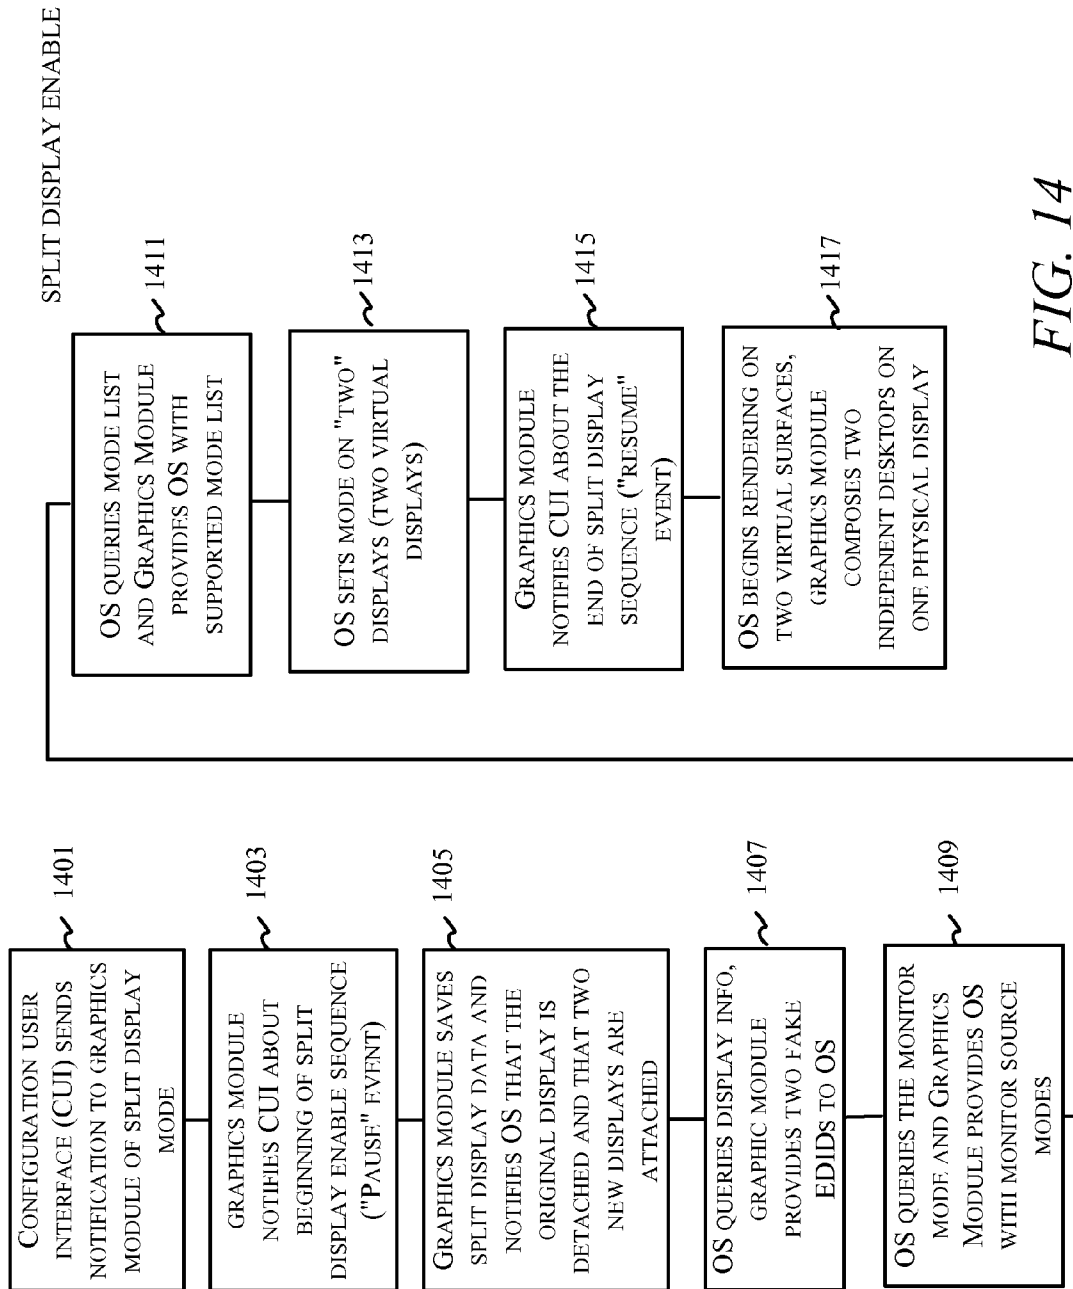 SPLIT DISPLAY ENABLE
CONFIGURATION USER
INTERFACE (CUI) SENDS
NOTIFICATION TO GRAPHICS
MODULE OF SPLIT DISPLAY
MODE
1401
GRAPHICS MODULE
NOTIFIES CUI ABOUT
BEGINNING OF SPLIT
DISPLAY ENABLE SEQUENCE
("PAUSE" EVENT)
1403
GRAPHICS MODULE SAVES
SPLIT DISPLAY DATA AND
NOTIFIES OS THAT THE
ORIGINAL DISPLAY IS
DETACHED AND THAT TWO
NEW DISPLAYS ARE
ATTACHED
1405
OS QUERIES DISPLAY INFO,
GRAPHIC MODULE
PROVIDES TWO FAKE
EDIDS TO OS
1407
OS QUERIES THE MONITOR
MODE AND GRAPHICS
MODULE PROVIDES OS
WITH MONITOR SOURCE
MODES
1409
OS QUERIES MODE LIST
AND GRAPHICS MODULE
PROVIDES OS WITH
SUPPORTED MODE LIST
1411
OS SETS MODE ON "TWO"
DISPLAYS (TWO VIRTUAL
DISPLAYS)
1413
GRAPHICS MODULE
NOTIFIES CUI ABOUT THE
END OF SPLIT DISPLAY
SEQUENCE ("RESUME"
EVENT)
1415
OS BEGINS RENDERING ON
TWO VIRTUAL SURFACES,
GRAPHICS MODULE
COMPOSES TWO
INDEPENENT DESKTOPS ON
ONE PHYSICAL DISPLAY
1417
FIG. 14